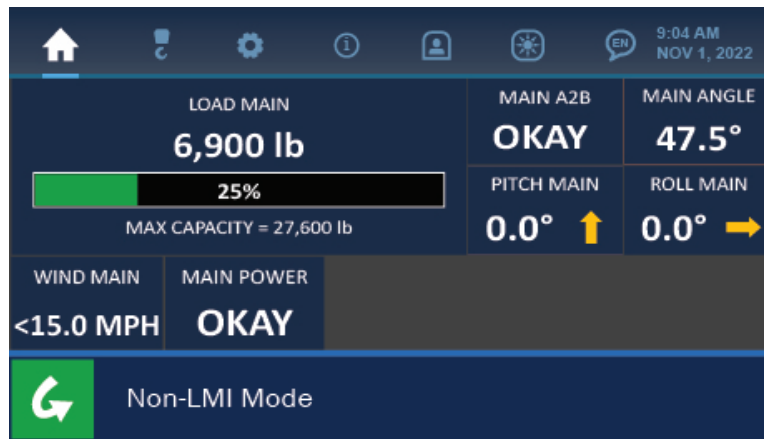 EN
9:04 AM
NOV 1, 2022
LOAD MAIN
6,900 lb
25%
MAX CAPACITY = 27,600 lb
MAIN A2B
OKAY
MAIN ANGLE
47.5°
PITCH MAIN
0.0°
ROLL MAIN
0.0°
WIND MAIN
<15.0 MPH
MAIN POWER
OKAY
Non-LMI Mode